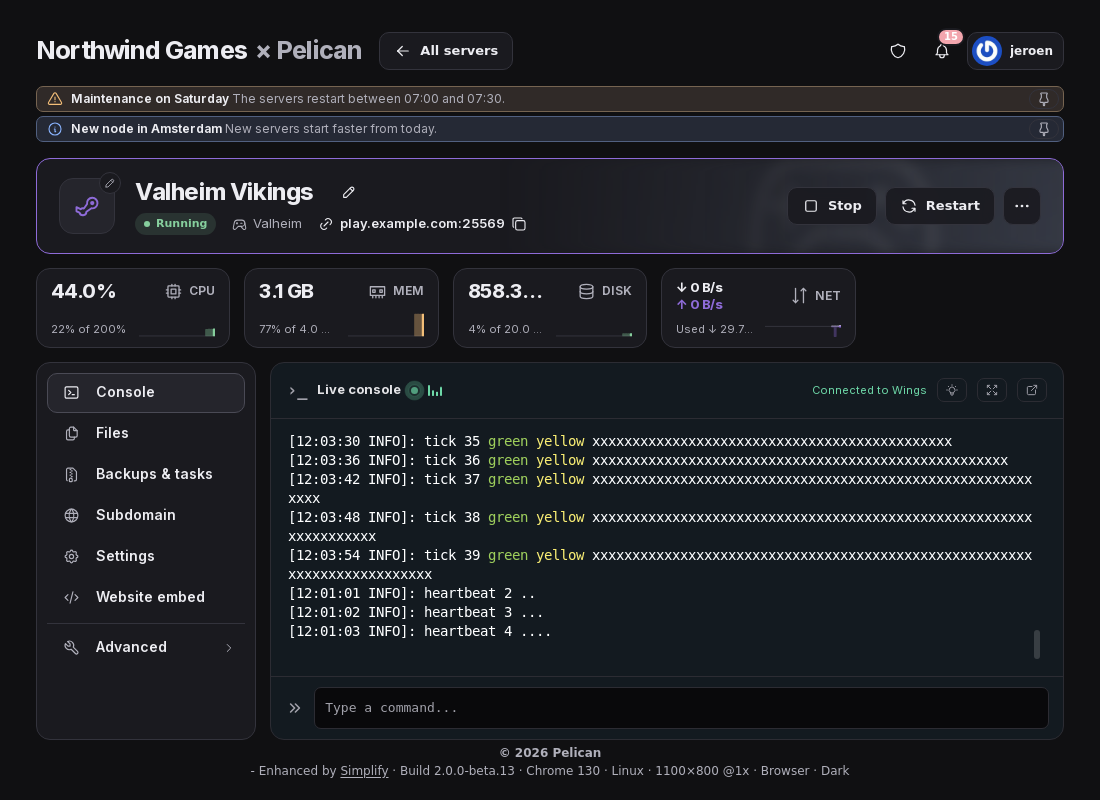 Northwind Games × Pelican
All servers
15
jeroen
Maintenance on Saturday The servers restart between 07:00 and 07:30.
New node in Amsterdam New servers start faster from today.
Valheim Vikings
Running
Valheim
play.example.com:25569
Stop
Restart
44.0%
CPU
22% of 200%
3.1 GB
MEM
77% of 4.0 ...
858.3...
DISK
4% of 20.0 ...
↓ 0 B/s
↑ 0 B/s
NET
Used ↓ 29.7...
Console
Files
Backups & tasks
Subdomain
Settings
Website embed
Advanced
Live console
Connected to Wings
[12:03:30 INFO]: tick 35 green yellow xxxxxxxxxxxxxxxxxxxxxxxxxxxxxxxxxxxxxxxxxxxxx
[12:03:36 INFO]: tick 36 green yellow xxxxxxxxxxxxxxxxxxxxxxxxxxxxxxxxxxxxxxxxxxxxxxxxxxxx
[12:03:42 INFO]: tick 37 green yellow xxxxxxxxxxxxxxxxxxxxxxxxxxxxxxxxxxxxxxxxxxxxxxxxxxxxxxx
xxxx
[12:03:48 INFO]: tick 38 green yellow xxxxxxxxxxxxxxxxxxxxxxxxxxxxxxxxxxxxxxxxxxxxxxxxxxxxxxx
xxxxxxxxxxx
[12:03:54 INFO]: tick 39 green yellow xxxxxxxxxxxxxxxxxxxxxxxxxxxxxxxxxxxxxxxxxxxxxxxxxxxxxxx
xxxxxxxxxxxxxxxxxx
[12:01:01 INFO]: heartbeat 2 ..
[12:01:02 INFO]: heartbeat 3 ...
[12:01:03 INFO]: heartbeat 4 ....
Type a command...
© 2026 Pelican
- Enhanced by Simplify · Build 2.0.0-beta.13 · Chrome 130 · Linux · 1100×800 @1x · Browser · Dark